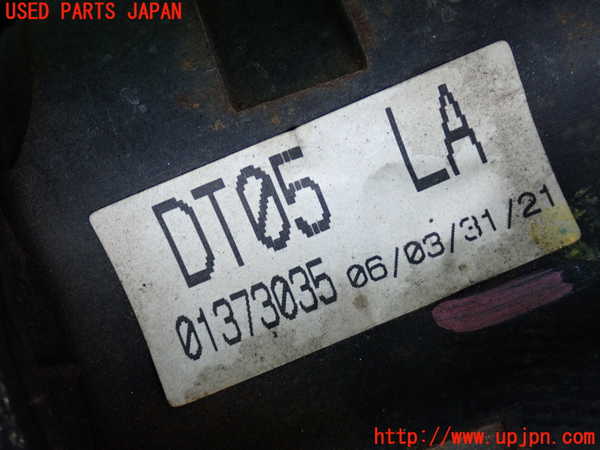 USED PARTS JAPAN
DT05 LA
01373035 06/03/31/21
http://www.upjpn.com/